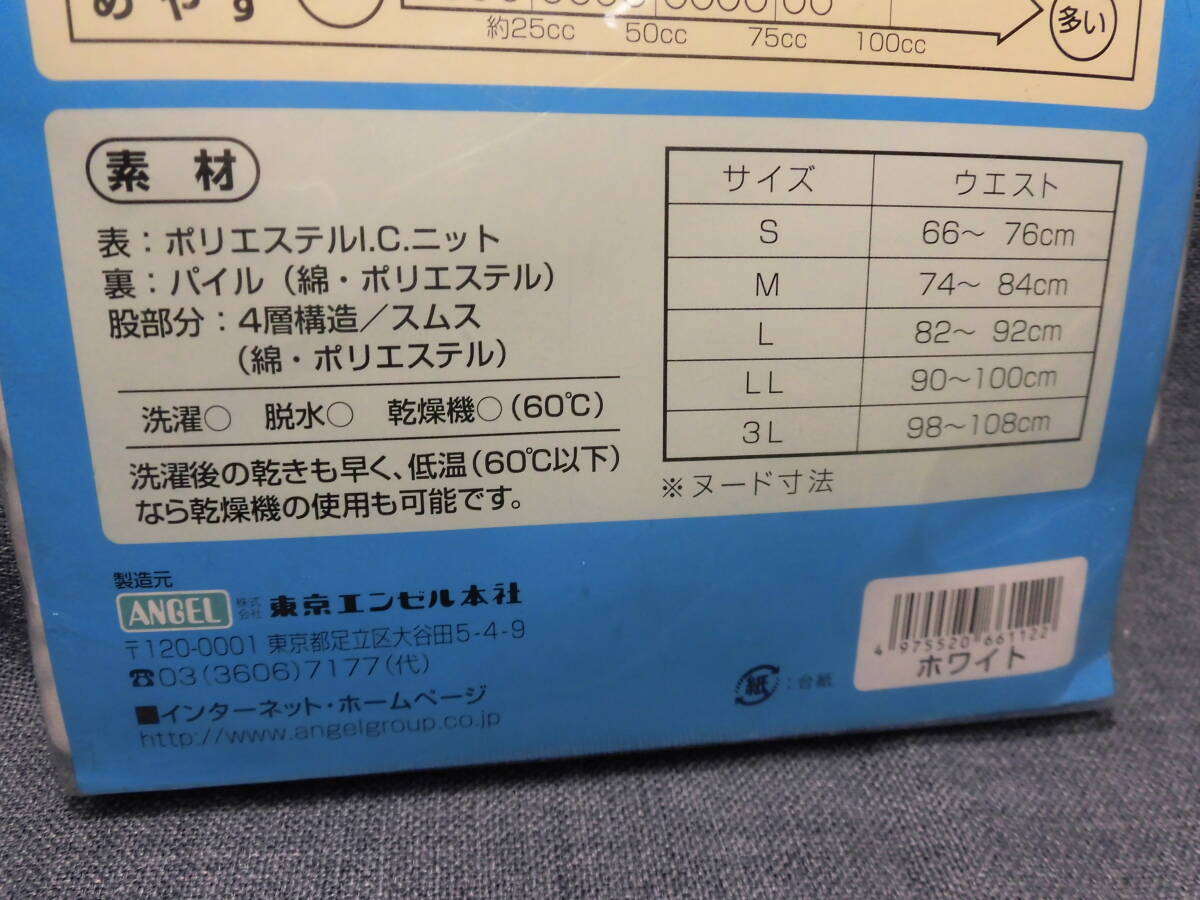 めやす
約25cc 50cc 75cc 100cc
多い
素材
表：ポリエステルI.C.ニット
裏：パイル（綿・ポリエステル）
股部分：4層構造／スムス
（綿・ポリエステル）
洗濯○ 脱水○ 乾燥機○（60℃）
洗濯後の乾きも早く、低温（60℃以下）
なら乾燥機の使用も可能です。
サイズ ウエスト
S 66〜 76cm
M 74〜 84cm
L 82〜 92cm
LL 90〜100cm
3L 98〜108cm
※ヌード寸法
製造元
ANGEL 株式会社 東京エンゼル本社
〒120-0001 東京都足立区大谷田5-4-9
☎03(3606)7177(代)
■インターネット・ホームページ
http://www.angelgroup.co.jp
紙：台紙
4 975520 661122
ホワイト